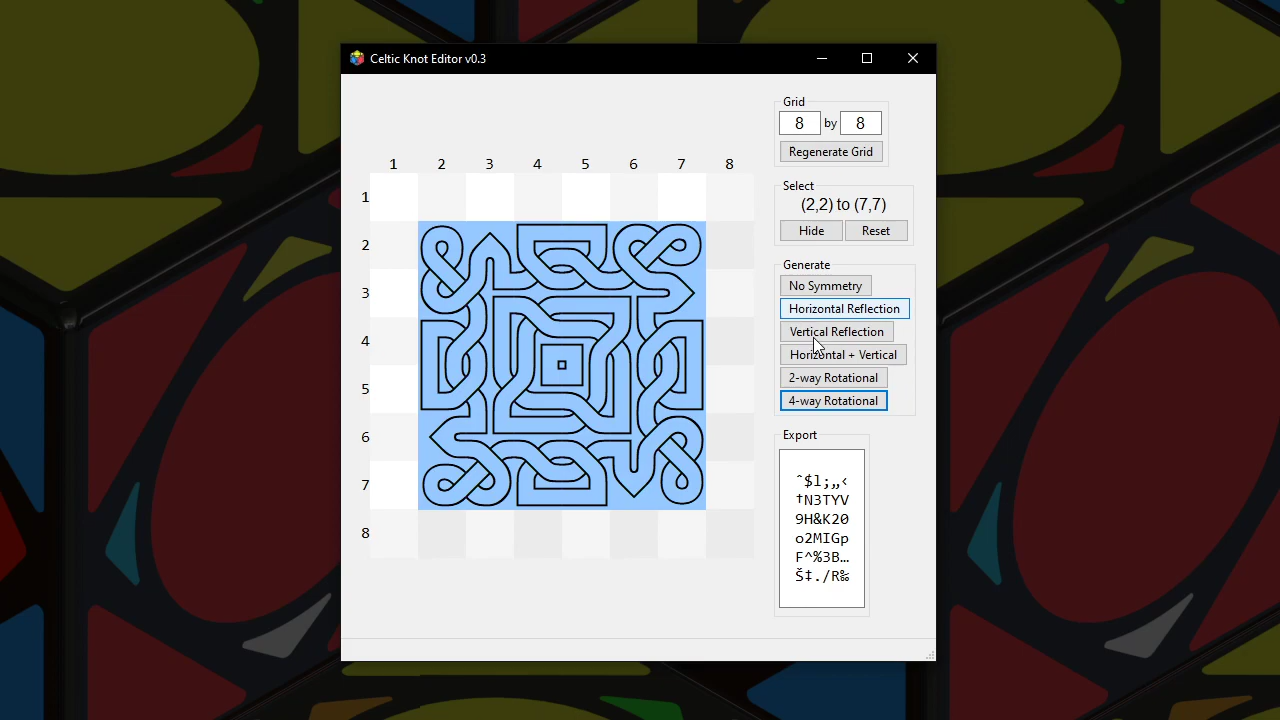 Celtic Knot Editor v0.3
Grid
8 by 8
Regenerate Grid
1 2 3 4 5 6 7 8
1
2
3
4
5
6
7
8
Select
(2,2) to (7,7)
Hide Reset
Generate
No Symmetry
Horizontal Reflection
Vertical Reflection
Horizontal + Vertical
2-way Rotational
4-way Rotational
Export
ˆ$l;„‹
†N3TYV
9H&K20
o2MIGp
F^%3B…
Š‡./R‰